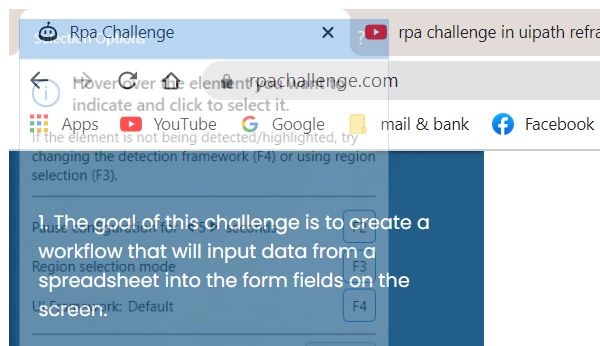 Rpa Challenge
rpa challenge in uipath refra
Selection Options
?
rpachallenge.com
Hover over the element you want to
indicate and click to select it.
Apps
YouTube
Google
mail & bank
Facebook
If the element is not being detected/highlighted, try
changing the detection framework (F4) or using region
selection (F3).
1. The goal of this challenge is to create a
workflow that will input data from a
spreadsheet into the form fields on the
screen.
Pause configuration for
F2
Region selection mode
F3
UI Framework: Default
F4